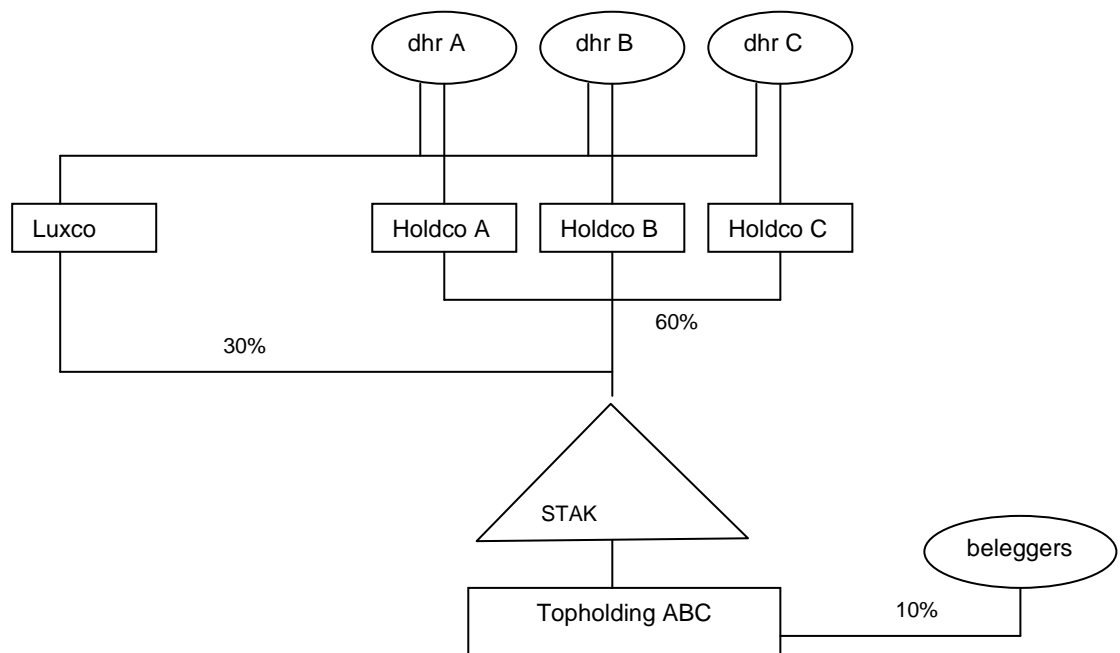 dhr A
dhr B
dhr C
Luxco
Holdco A
Holdco B
Holdco C
60%
30%
STAK
beleggers
Topholding ABC
10%